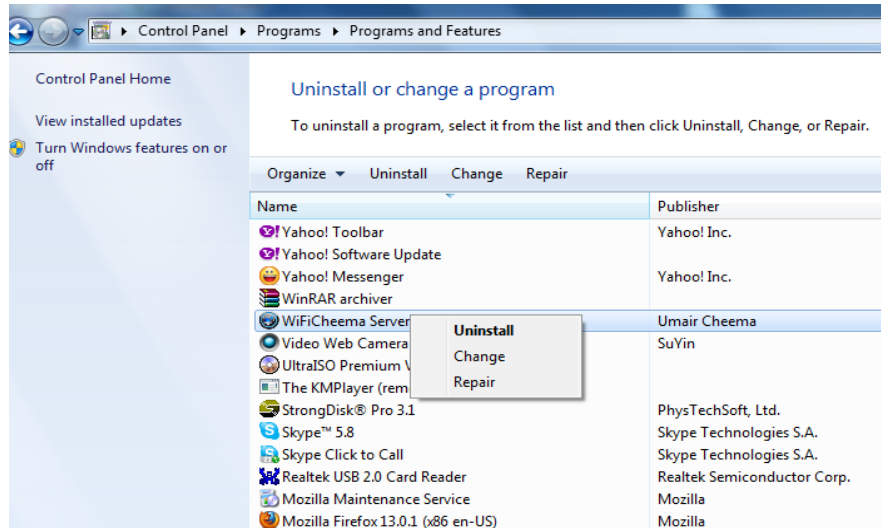 Control Panel Programs Programs and Features
Control Panel Home
View installed updates
Turn Windows features on or
off
Uninstall or change a program
To uninstall a program, select it from the list and then click Uninstall, Change, or Repair.
Organize Uninstall Change Repair
Name Publisher
Yahoo! Toolbar Yahoo! Inc.
Yahoo! Software Update
Yahoo! Messenger Yahoo! Inc.
WinRAR archiver
WiFiCheema Server Umair Cheema
Video Web Camera SuYin
UltraISO Premium
The KMPlayer (rem
StrongDisk® Pro 3.1 PhysTechSoft, Ltd.
Skype™ 5.8 Skype Technologies S.A.
Skype Click to Call Skype Technologies S.A.
Realtek USB 2.0 Card Reader Realtek Semiconductor Corp.
Mozilla Maintenance Service Mozilla
Mozilla Firefox 13.0.1 (x86 en-US) Mozilla
Uninstall
Change
Repair